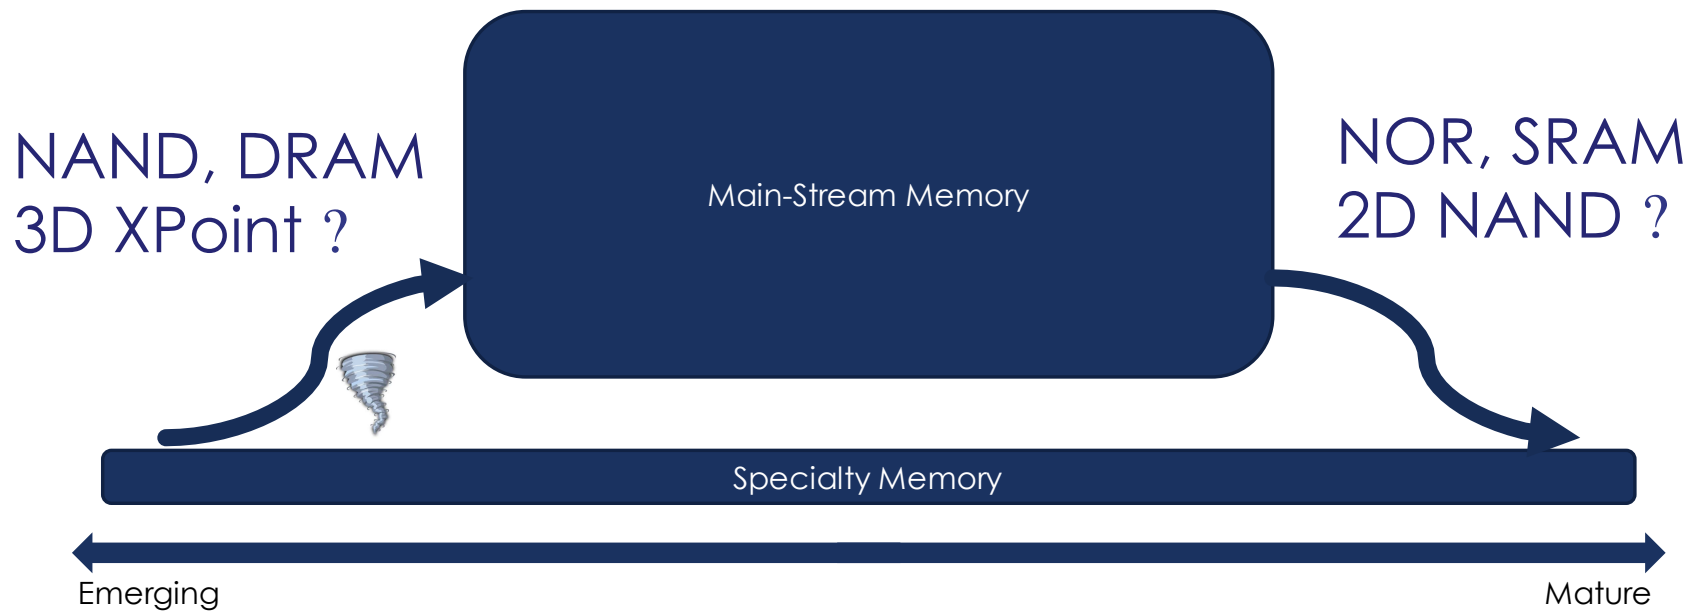 NAND, DRAM
3D XPoint ?
Main-Stream Memory
NOR, SRAM
2D NAND ?
Specialty Memory
Emerging
Mature